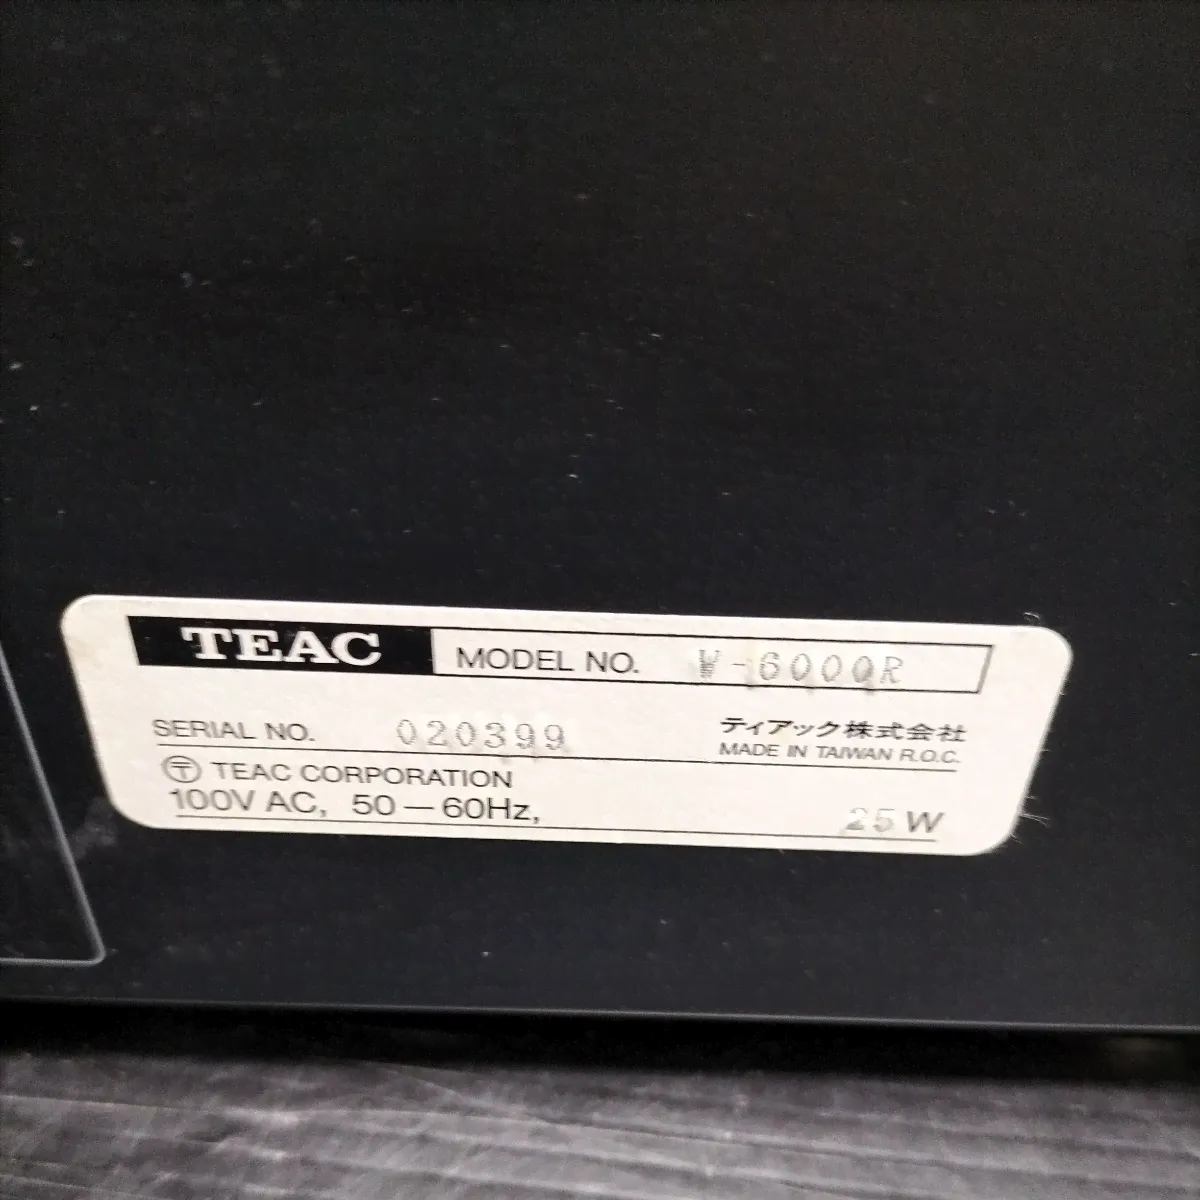 TEAC MODEL NO. W-6000R
SERIAL NO. 020399
ティアック株式会社
MADE IN TAIWAN R.O.C.
〶 TEAC CORPORATION
100V AC, 50—60Hz, 25W